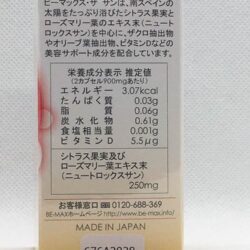 ビーマックス・ザ サンは、南スペインの
太陽をたっぷり浴びたシトラス果実と
ローズマリー葉のエキス末（ニュート
ロックスサン）を中心に、ザクロ抽出物
やオリーブ葉抽出物、ビタミンDなどの
美容サポート成分を配合しています。
栄養成分表示 推定値
（2カプセル900mgあたり）
エネルギー 3.07kcal
たんぱく質 0.03g
脂質 0.06g
炭水化物 0.61g
食塩相当量 0.001g
ビタミンD 5.5μg
シトラス果実及び
ローズマリー葉エキス末
（ニュートロックスサン）
250mg
お客様窓口 0120-688-369
BE-MAXホームページ http://www.be-max.info/
MADE IN JAPAN